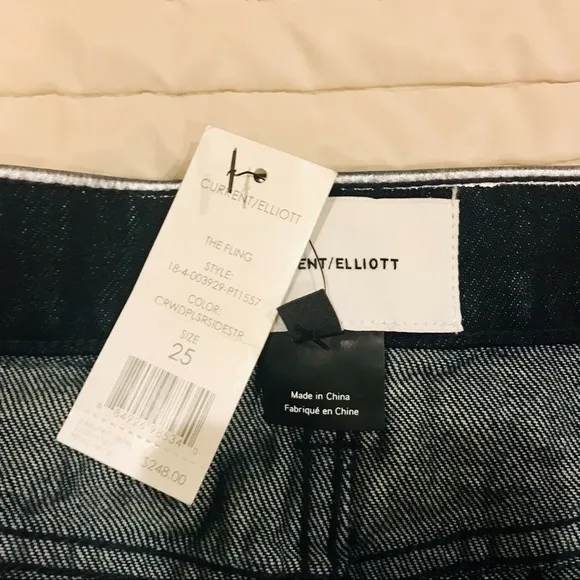 CURRENT/ELLIOTT
THE FLING
STYLE:
18-4-003929-PT1557
COLOR:
CRWDPLSRSIDESTR
SIZE
25
$248.00
ENT/ELLIOTT
Made in China
Fabriqué en Chine